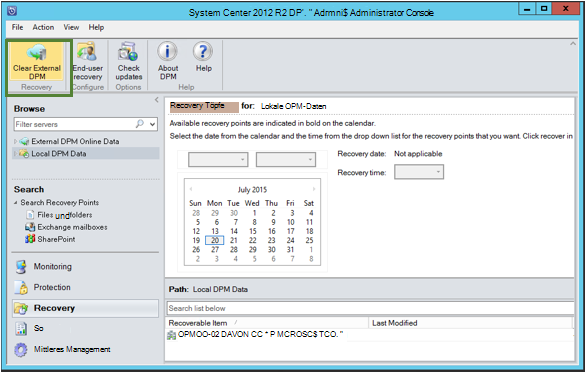 System Center 2012 R2 DP'. " Adrmni$ Administrator Console
File Action View Help
Clear External DPM
End-user recovery
Check updates
About DPM
Help
Recovery
Configure
Options
Help
Browse
Filter servers
External DPM Online Data
Local DPM Data
Search
Search Recovery Points
Files undfolders
Exchange mailboxes
SharePoint
Monitoring
Protection
Recovery
So
Mittleres Management
Recovery Töpfe for: Lokale OPM-Daten
Available recovery points are indicated in bold on the calendar.
Select the date from the calendar and the time from the drop down list for the recovery points that you want. Click recover in
Recovery date: Not applicable
Recovery time:
July 2015
Sun Mon Tue Wed Thu Fri Sat
28 29 30 1 2 3 4
5 6 7 8 9 10 11
12 13 14 15 16 17 18
19 20 21 22 23 24 25
26 27 28 29 30 31 1
2 3 4 5 6 7 8
Path: Local DPM Data
Search list below
Recoverable Item / Last Modified
OPMOO-02 DAVON CC * P MCROSC$ TCO. "